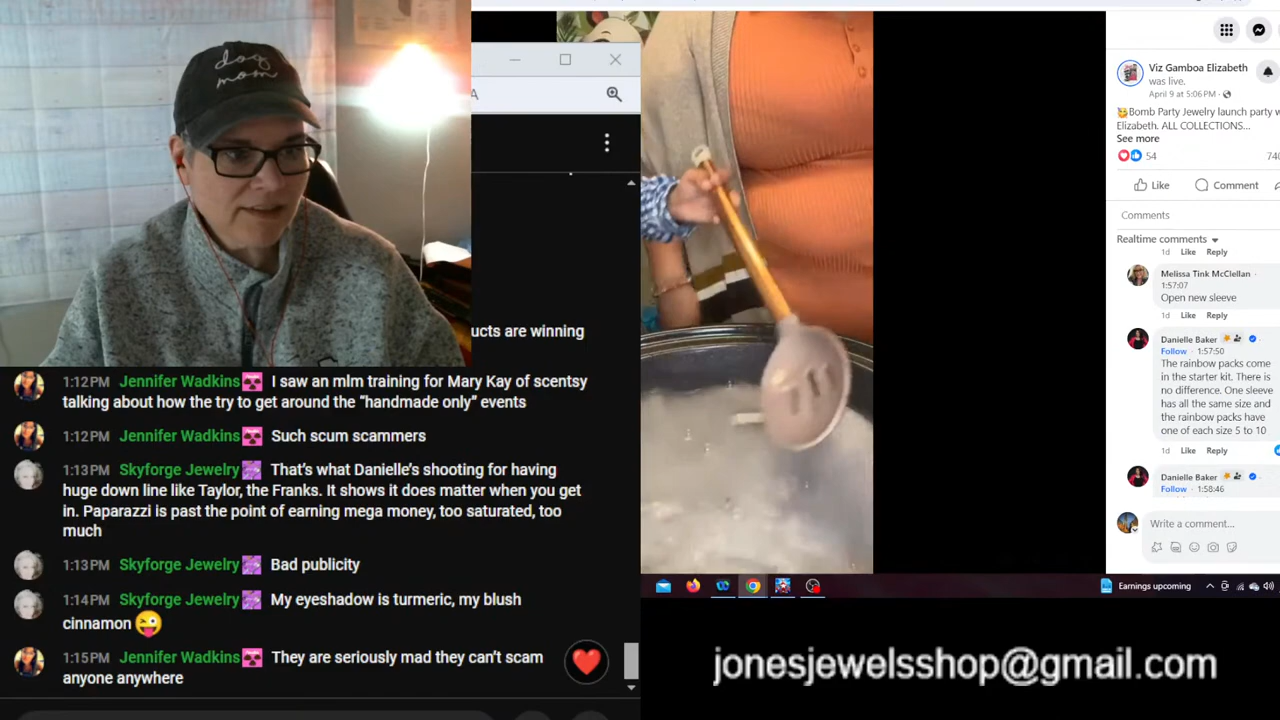 dog
mom
A
ucts are winning
1:12PM Jennifer Wadkins I saw an mlm training for Mary Kay of scentsy
talking about how the try to get around the “handmade only” events
1:12PM Jennifer Wadkins Such scum scammers
1:13PM Skyforge Jewelry That’s what Danielle’s shooting for having
huge down line like Taylor, the Franks. It shows it does matter when you get
in. Paparazzi is past the point of earning mega money, too saturated, too
much
1:13PM Skyforge Jewelry Bad publicity
1:14PM Skyforge Jewelry My eyeshadow is turmeric, my blush
cinnamon 😜
1:15PM Jennifer Wadkins They are seriously mad they can’t scam
anyone anywhere
Viz Gamboa Elizabeth
was live.
April 9 at 5:06 PM ·
🥳Bomb Party Jewelry launch party w
Elizabeth. ALL COLLECTIONS...
See more
54
740
Like Comment
Comments
Realtime comments
1d Like Reply
Melissa Tink McClellan ·
1:57:07
Open new sleeve
1d Like Reply
Danielle Baker
Follow · 1:57:50
The rainbow packs come
in the starter kit. There is
no difference. One sleeve
has all the same size and
the rainbow packs have
one of each size 5 to 10
1d Like Reply
Danielle Baker
Follow · 1:58:46
Write a comment...
Earnings upcoming
jonesjewelsshop@gmail.com